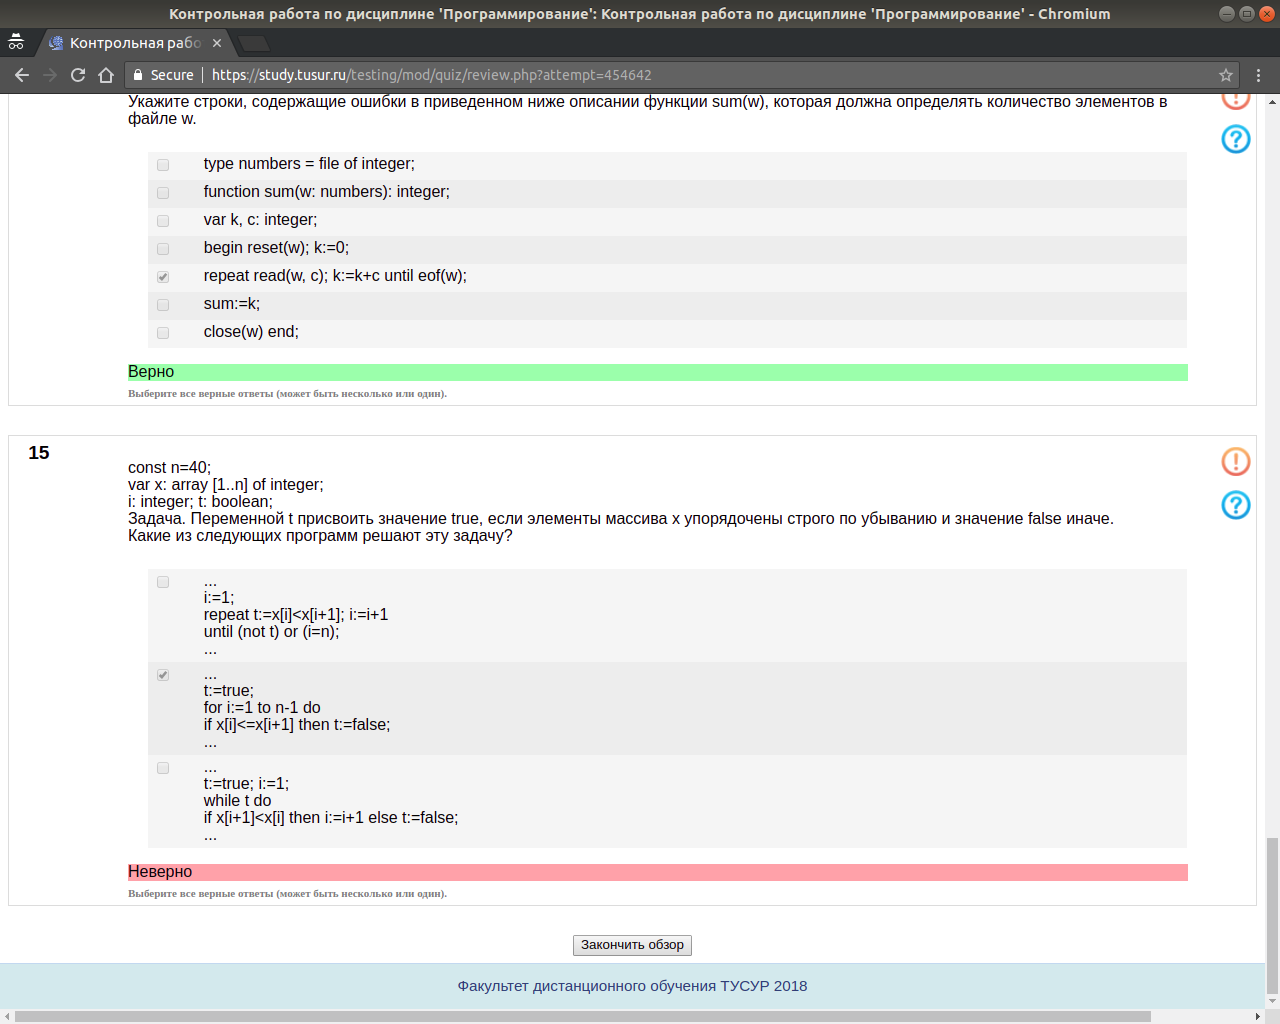 Контрольная работа по дисциплине 'Программирование': Контрольная работа по дисциплине 'Программирование' - Chromium
Контрольная рабо
Secure | https://study.tusur.ru/testing/mod/quiz/review.php?attempt=454642
Укажите строки, содержащие ошибки в приведенном ниже описании функции sum(w), которая должна определять количество элементов в
файле w.
type numbers = file of integer;
function sum(w: numbers): integer;
var k, c: integer;
begin reset(w); k:=0;
repeat read(w, c); k:=k+c until eof(w);
sum:=k;
close(w) end;
Верно
Выберите все верные ответы (может быть несколько или один).
15
const n=40;
var x: array [1..n] of integer;
i: integer; t: boolean;
Задача. Переменной t присвоить значение true, если элементы массива x упорядочены строго по убыванию и значение false иначе.
Какие из следующих программ решают эту задачу?
...
i:=1;
repeat t:=x[i]<x[i+1]; i:=i+1
until (not t) or (i=n);
...
...
t:=true;
for i:=1 to n-1 do
if x[i]<=x[i+1] then t:=false;
...
...
t:=true; i:=1;
while t do
if x[i+1]<x[i] then i:=i+1 else t:=false;
...
Неверно
Выберите все верные ответы (может быть несколько или один).
Закончить обзор
Факультет дистанционного обучения ТУСУР 2018